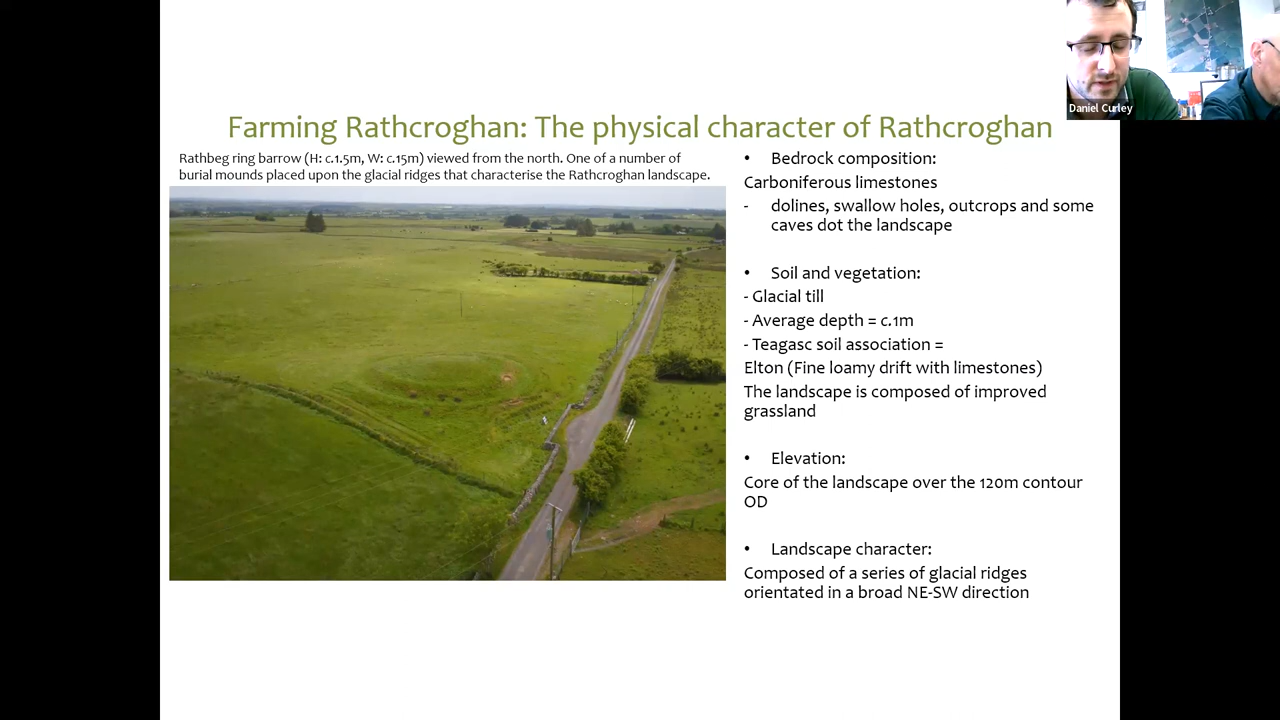 Daniel Curley
Farming Rathcroghan: The physical character of Rathcroghan
Rathbeg ring barrow (H: c.1.5m, W: c.15m) viewed from the north. One of a number of
burial mounds placed upon the glacial ridges that characterise the Rathcroghan landscape.
• Bedrock composition:
Carboniferous limestones
- dolines, swallow holes, outcrops and some
caves dot the landscape
• Soil and vegetation:
- Glacial till
- Average depth = c.1m
- Teagasc soil association =
Elton (Fine loamy drift with limestones)
The landscape is composed of improved
grassland
• Elevation:
Core of the landscape over the 120m contour
OD
• Landscape character:
Composed of a series of glacial ridges
orientated in a broad NE-SW direction